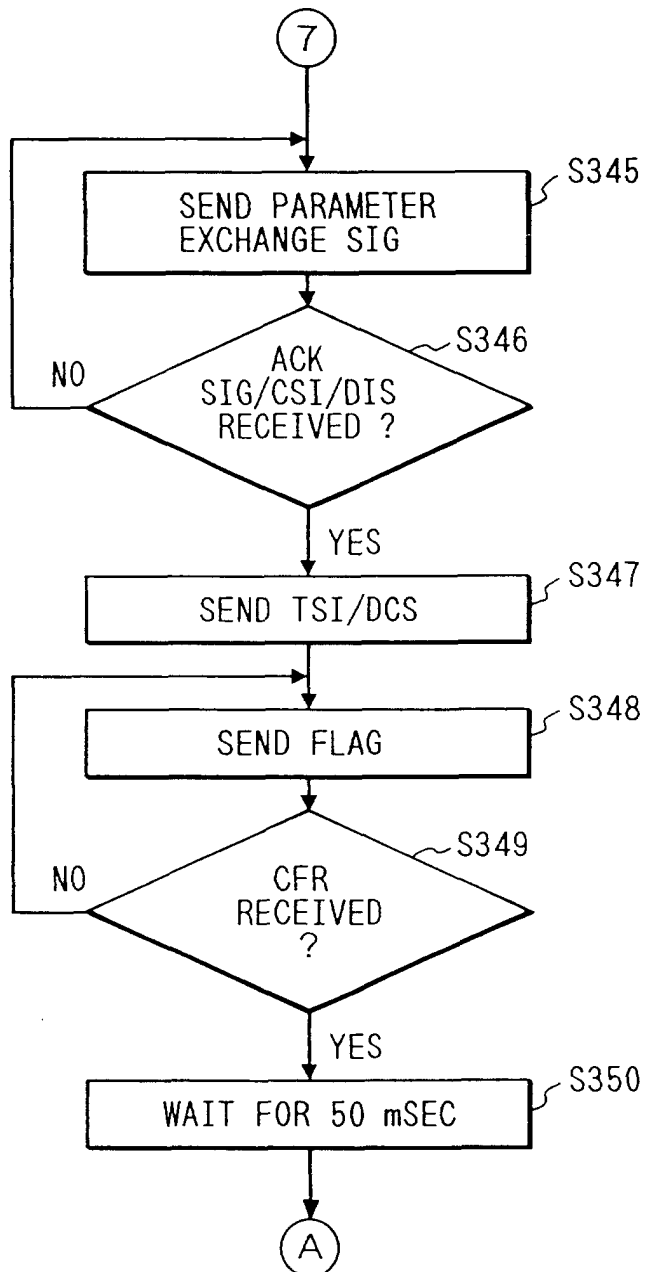 7
S345
SEND PARAMETER
EXCHANGE SIG
S346
ACK
SIG/CSI/DIS
RECEIVED ?
NO
YES
S347
SEND TSI/DCS
S348
SEND FLAG
S349
CFR
RECEIVED
?
NO
YES
S350
WAIT FOR 50 mSEC
A